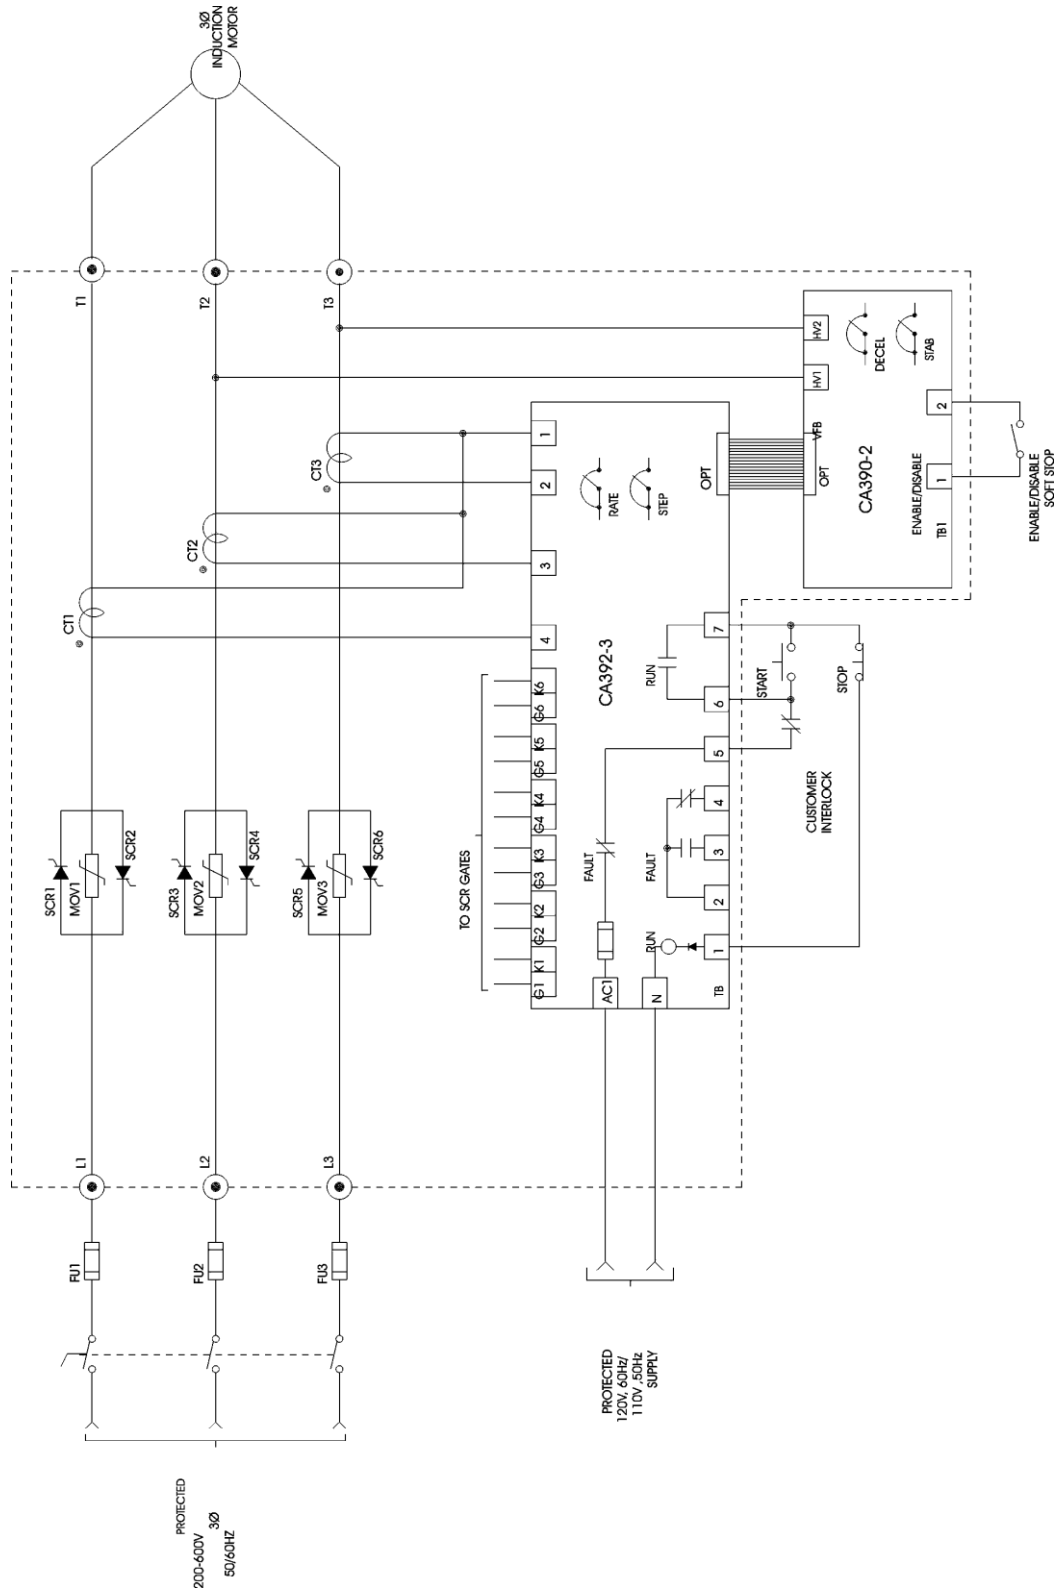 3Ø
INDUCTION
MOTOR
T1
T2
T3
CT1
CT2
CT3
HV1
HV2
DECEL
STAB
VFB
OPT
CA390-2
ENABLE/DISABLE
TB1
1
2
ENABLE/DISABLE
SOFT STOP
1
2
3
4
RATE
STEP
OPT
CA392-3
K6
G6
K5
G5
K4
G4
K3
G3
K2
G2
K1
G1
TO SCR GATES
RUN
7
6
5
4
3
2
1
TB
FAULT
FAULT
RUN
AC1
N
START
STOP
CUSTOMER
INTERLOCK
SCR1
MOV1
SCR2
SCR3
MOV2
SCR4
SCR5
MOV3
SCR6
L1
L2
L3
FU1
FU2
FU3
PROTECTED
120V, 60Hz/
110V ,50Hz
SUPPLY
PROTECTED
200-600V
3Ø
50/60HZ